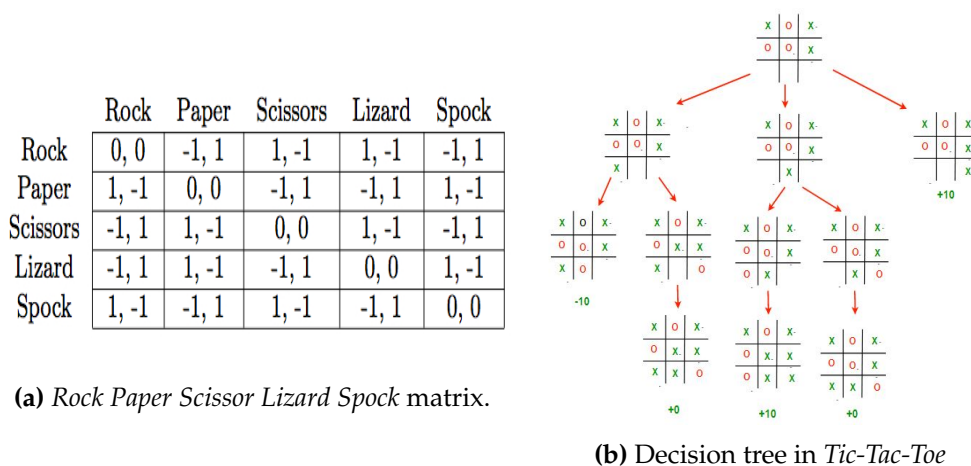 Rock Paper Scissors Lizard Spock
Rock 0, 0 -1, 1 1, -1 1, -1 -1, 1
Paper 1, -1 0, 0 -1, 1 -1, 1 1, -1
Scissors -1, 1 1, -1 0, 0 1, -1 -1, 1
Lizard -1, 1 1, -1 -1, 1 0, 0 1, -1
Spock 1, -1 -1, 1 1, -1 -1, 1 0, 0
(a) Rock Paper Scissor Lizard Spock matrix.
X O X
O O X
X O X
O O X
X
X O X
O O X
X
X O X
O O X
X
+10
X O X
O O X
X O
-10
X O X
O X X
X O
X O X
O O X
O X
X O X
O O X
X O
X O X
O X X
X X O
+0
X O X
O X X
O X X
+10
X O X
O O X
X X O
+0
(b) Decision tree in Tic-Tac-Toe